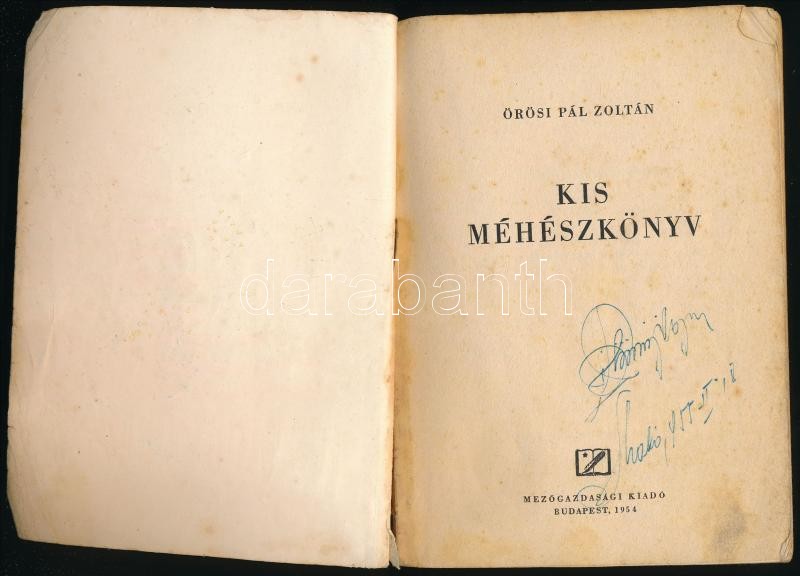 ÖRÖSI PÁL ZOLTÁN
KIS
MÉHÉSZKÖNYV
darabanth
MEZŐGAZDASÁGI KIADÓ
BUDAPEST, 1954